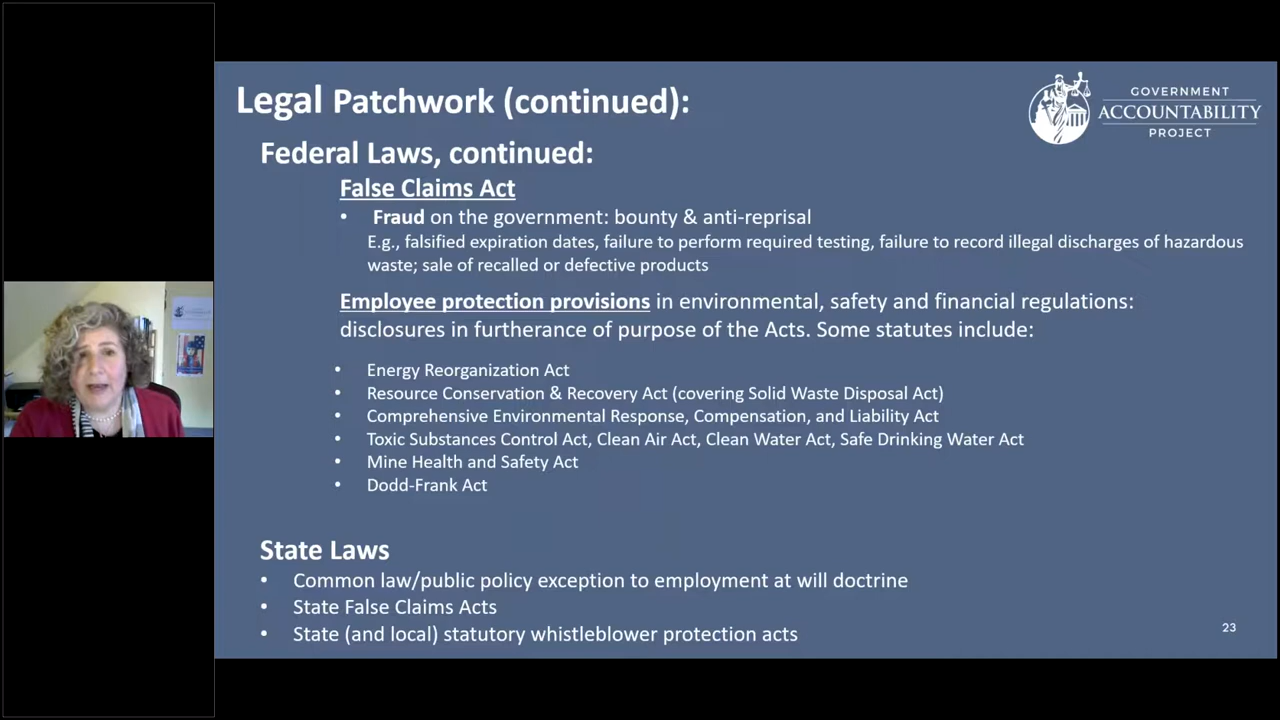 Legal Patchwork (continued):
GOVERNMENT
ACCOUNTABILITY
PROJECT
Federal Laws, continued:
False Claims Act
• Fraud on the government: bounty & anti-reprisal
E.g., falsified expiration dates, failure to perform required testing, failure to record illegal discharges of hazardous
waste; sale of recalled or defective products
Employee protection provisions in environmental, safety and financial regulations:
disclosures in furtherance of purpose of the Acts. Some statutes include:
• Energy Reorganization Act
• Resource Conservation & Recovery Act (covering Solid Waste Disposal Act)
• Comprehensive Environmental Response, Compensation, and Liability Act
• Toxic Substances Control Act, Clean Air Act, Clean Water Act, Safe Drinking Water Act
• Mine Health and Safety Act
• Dodd-Frank Act
State Laws
• Common law/public policy exception to employment at will doctrine
• State False Claims Acts
• State (and local) statutory whistleblower protection acts
23